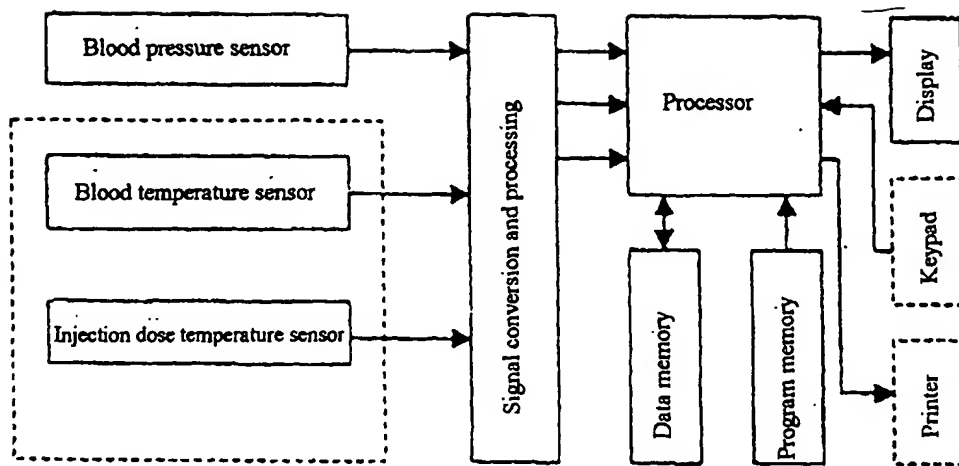 Blood pressure sensor
Blood temperature sensor
Injection dose temperature sensor
Signal conversion and processing
Processor
Data memory
Program memory
Display
Keypad
Printer